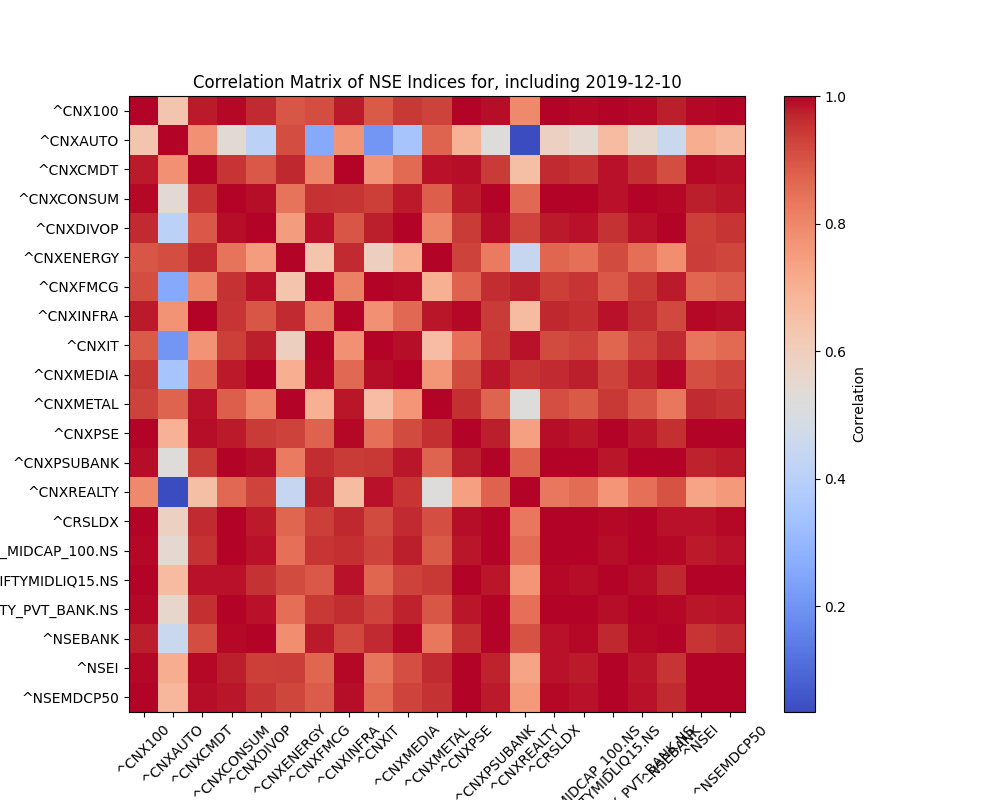 Correlation Matrix of NSE Indices for, including 2019-12-10
^CNX100
^CNXAUTO
^CNXCMDT
^CNXCONSUM
^CNXDIVOP
^CNXENERGY
^CNXFMCG
^CNXINFRA
^CNXIT
^CNXMEDIA
^CNXMETAL
^CNXPSE
^CNXPSUBANK
^CNXREALTY
^CRSLDX
_MIDCAP_100.NS
IFTYMIDLIQ15.NS
TY_PVT_BANK.NS
^NSEBANK
^NSEI
^NSEMDCP50
^CNX100
^CNXAUTO
^CNXCMDT
^CNXCONSUM
^CNXDIVOP
^CNXENERGY
^CNXFMCG
^CNXINFRA
^CNXIT
^CNXMEDIA
^CNXMETAL
^CNXPSE
^CNXPSUBANK
^CNXREALTY
^CRSLDX
MIDCAP_100.NS
TYMIDLIQ15.NS
PVT_BANK.NS
^NSEBANK
^NSEI
^NSEMDCP50
1.0
0.8
0.6
0.4
0.2
Correlation